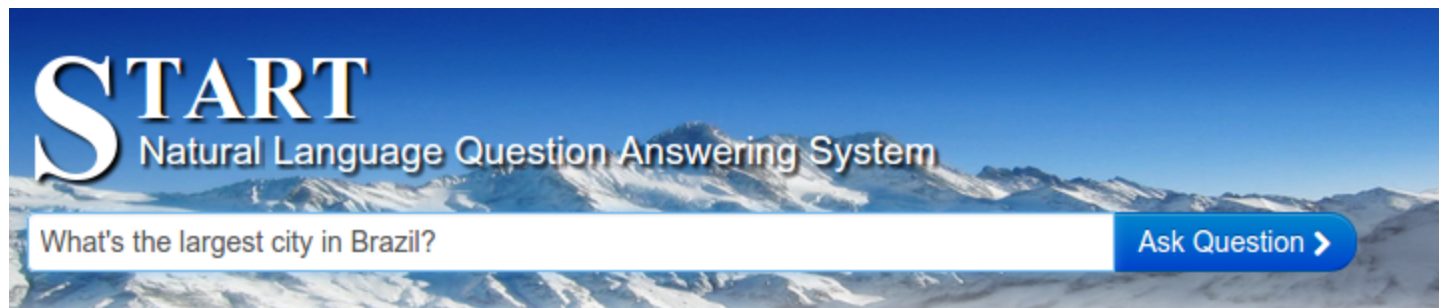 START
Natural Language Question Answering System
What's the largest city in Brazil?
Ask Question